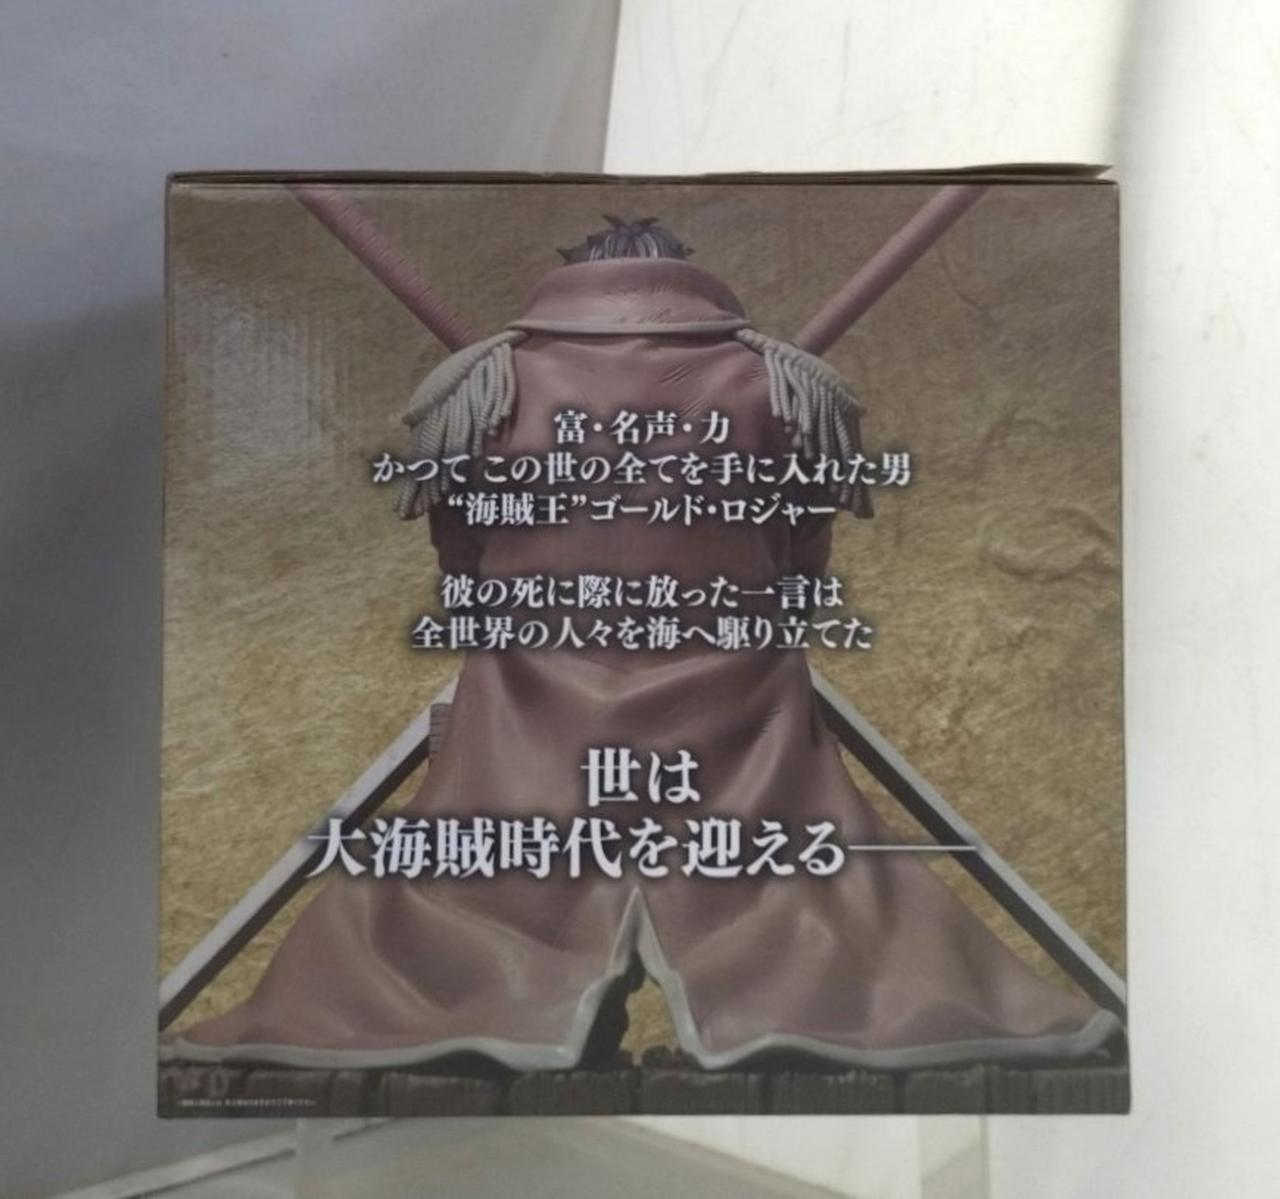 富・名声・力
かつて この世の全てを手に入れた男
“海賊王”ゴールド・ロジャー
彼の死に際に放った一言は
全世界の人々を海へ駆り立てた
世は
大海賊時代を迎える――